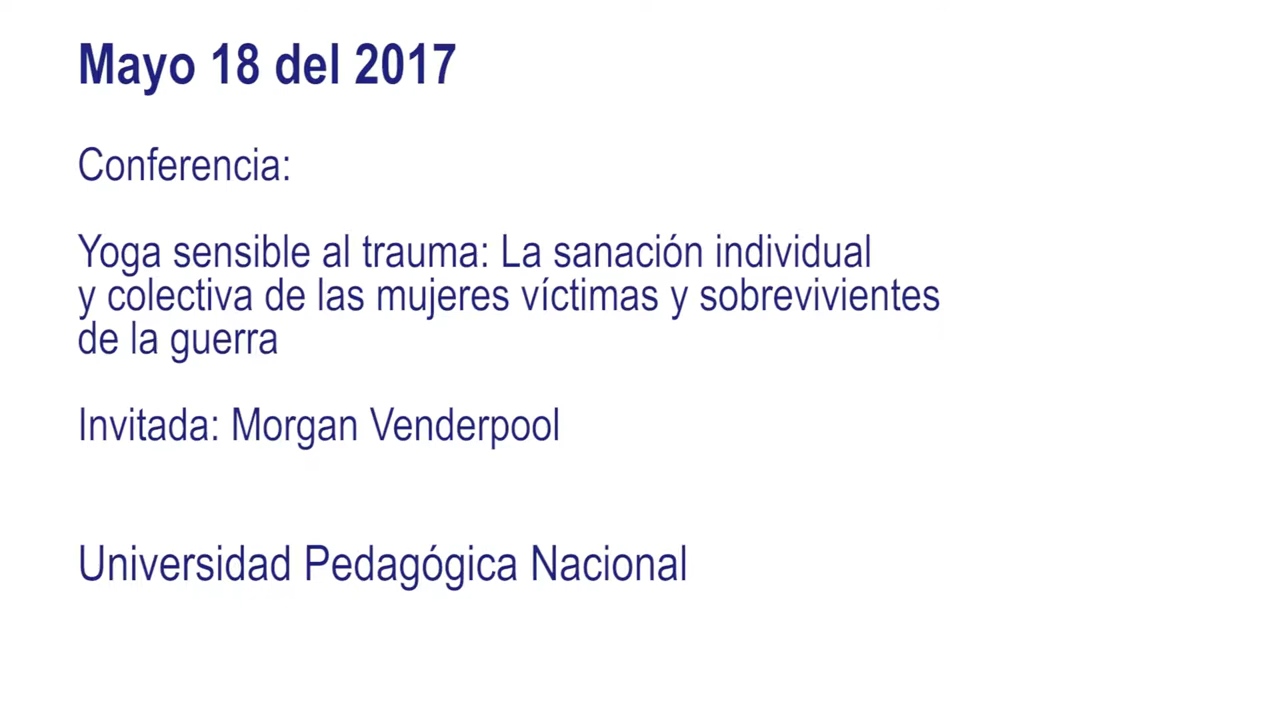 Mayo 18 del 2017
Conferencia:
Yoga sensible al trauma: La sanación individual
y colectiva de las mujeres víctimas y sobrevivientes
de la guerra
Invitada: Morgan Venderpool
Universidad Pedagógica Nacional